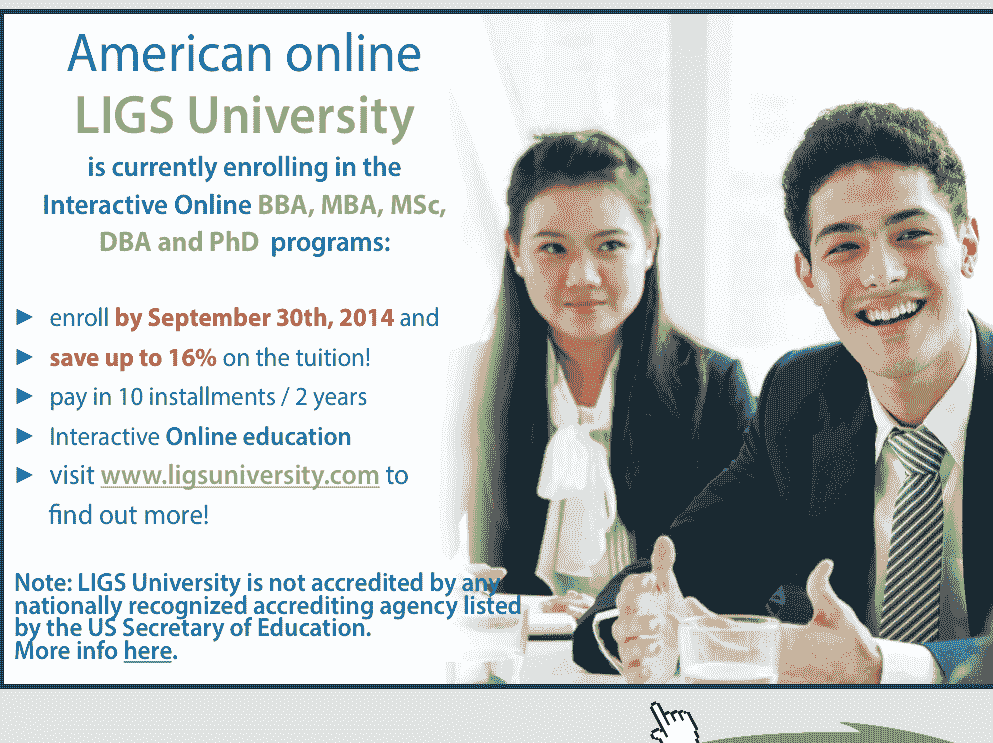 American online
LIGS University
is currently enrolling in the
Interactive Online BBA, MBA, MSc,
DBA and PhD programs:
► enroll by September 30th, 2014 and
► save up to 16% on the tuition!
► pay in 10 installments / 2 years
► Interactive Online education
► visit www.ligsuniversity.com to
find out more!
Note: LIGS University is not accredited by any
nationally recognized accrediting agency listed
by the US Secretary of Education.
More info here.